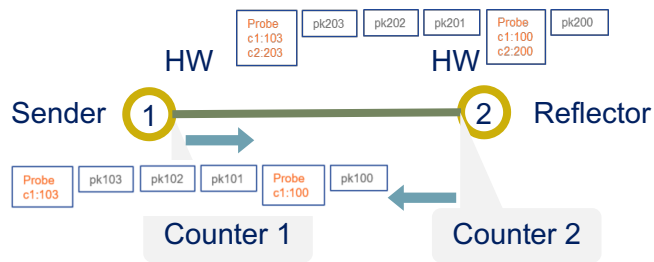 Probe
c1:103
c2:203
pk203
pk202
pk201
Probe
c1:100
c2:200
pk200
HW
HW
Sender
1
2
Reflector
Probe
c1:103
pk103
pk102
pk101
Probe
c1:100
pk100
Counter 1
Counter 2